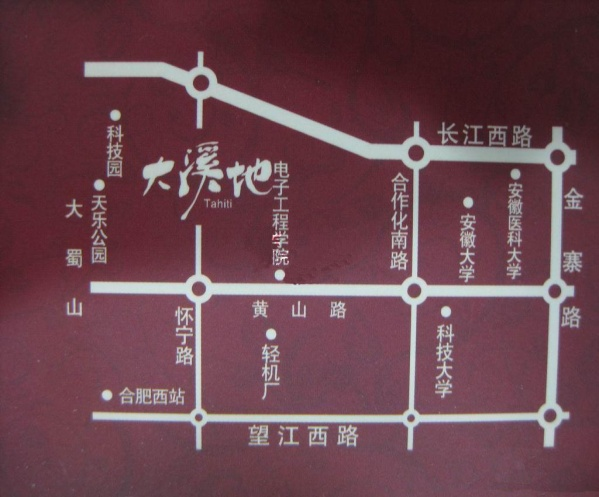 长江西路
科技园
大溪地
Tahiti
电子工程学院
合作化南路
安徽医科大学
安徽大学
金寨路
天乐公园
大蜀山
怀宁路
黄山路
轻机厂
科技大学
合肥西站
望江西路